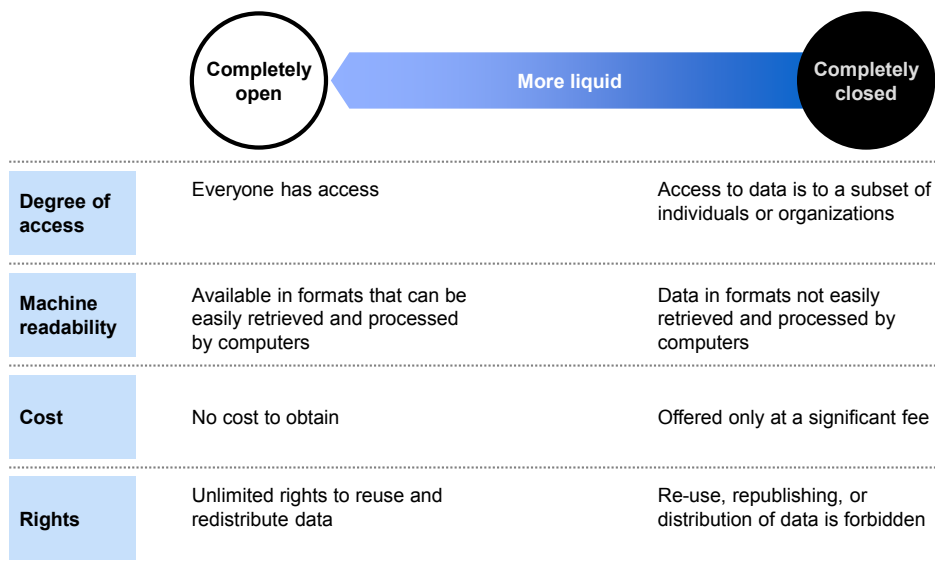 Completely
open
More liquid
Completely
closed
Degree of
access
Everyone has access
Access to data is to a subset of
individuals or organizations
Machine
readability
Available in formats that can be
easily retrieved and processed
by computers
Data in formats not easily
retrieved and processed by
computers
Cost
No cost to obtain
Offered only at a significant fee
Rights
Unlimited rights to reuse and
redistribute data
Re-use, republishing, or
distribution of data is forbidden